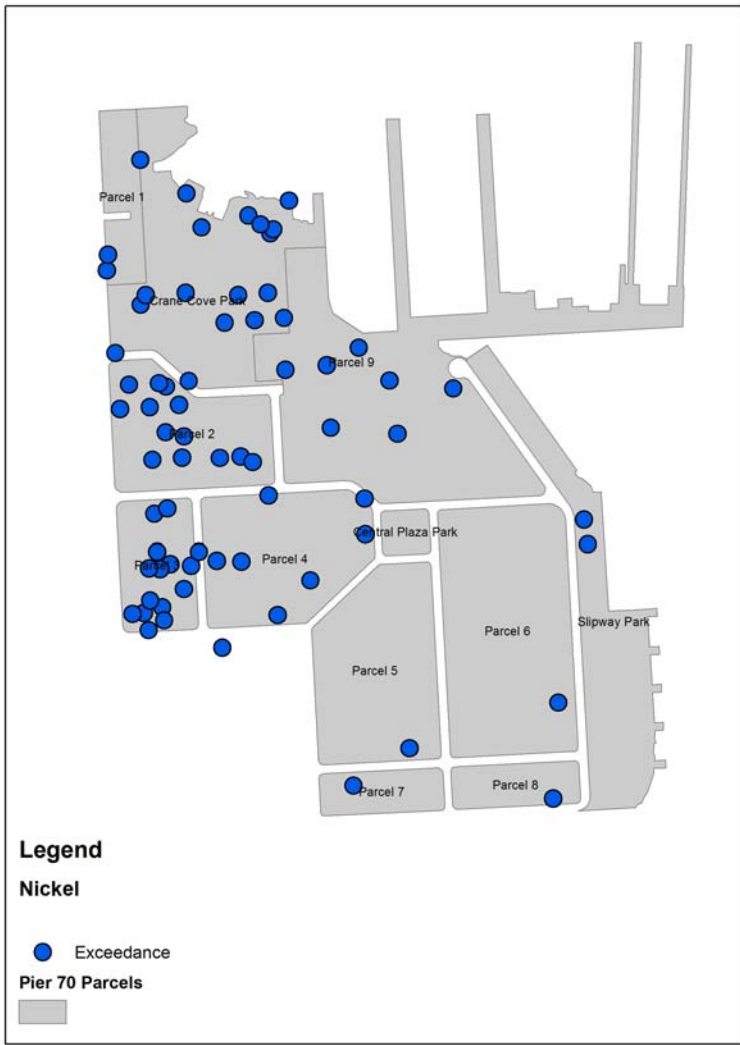 Parcel 1
Crane Cove Park
Parcel 9
Parcel 2
Central Plaza Park
Parcel 3
Parcel 4
Slipway Park
Parcel 6
Parcel 5
Parcel 8
Parcel 7
Legend
Nickel
Exceedance
Pier 70 Parcels